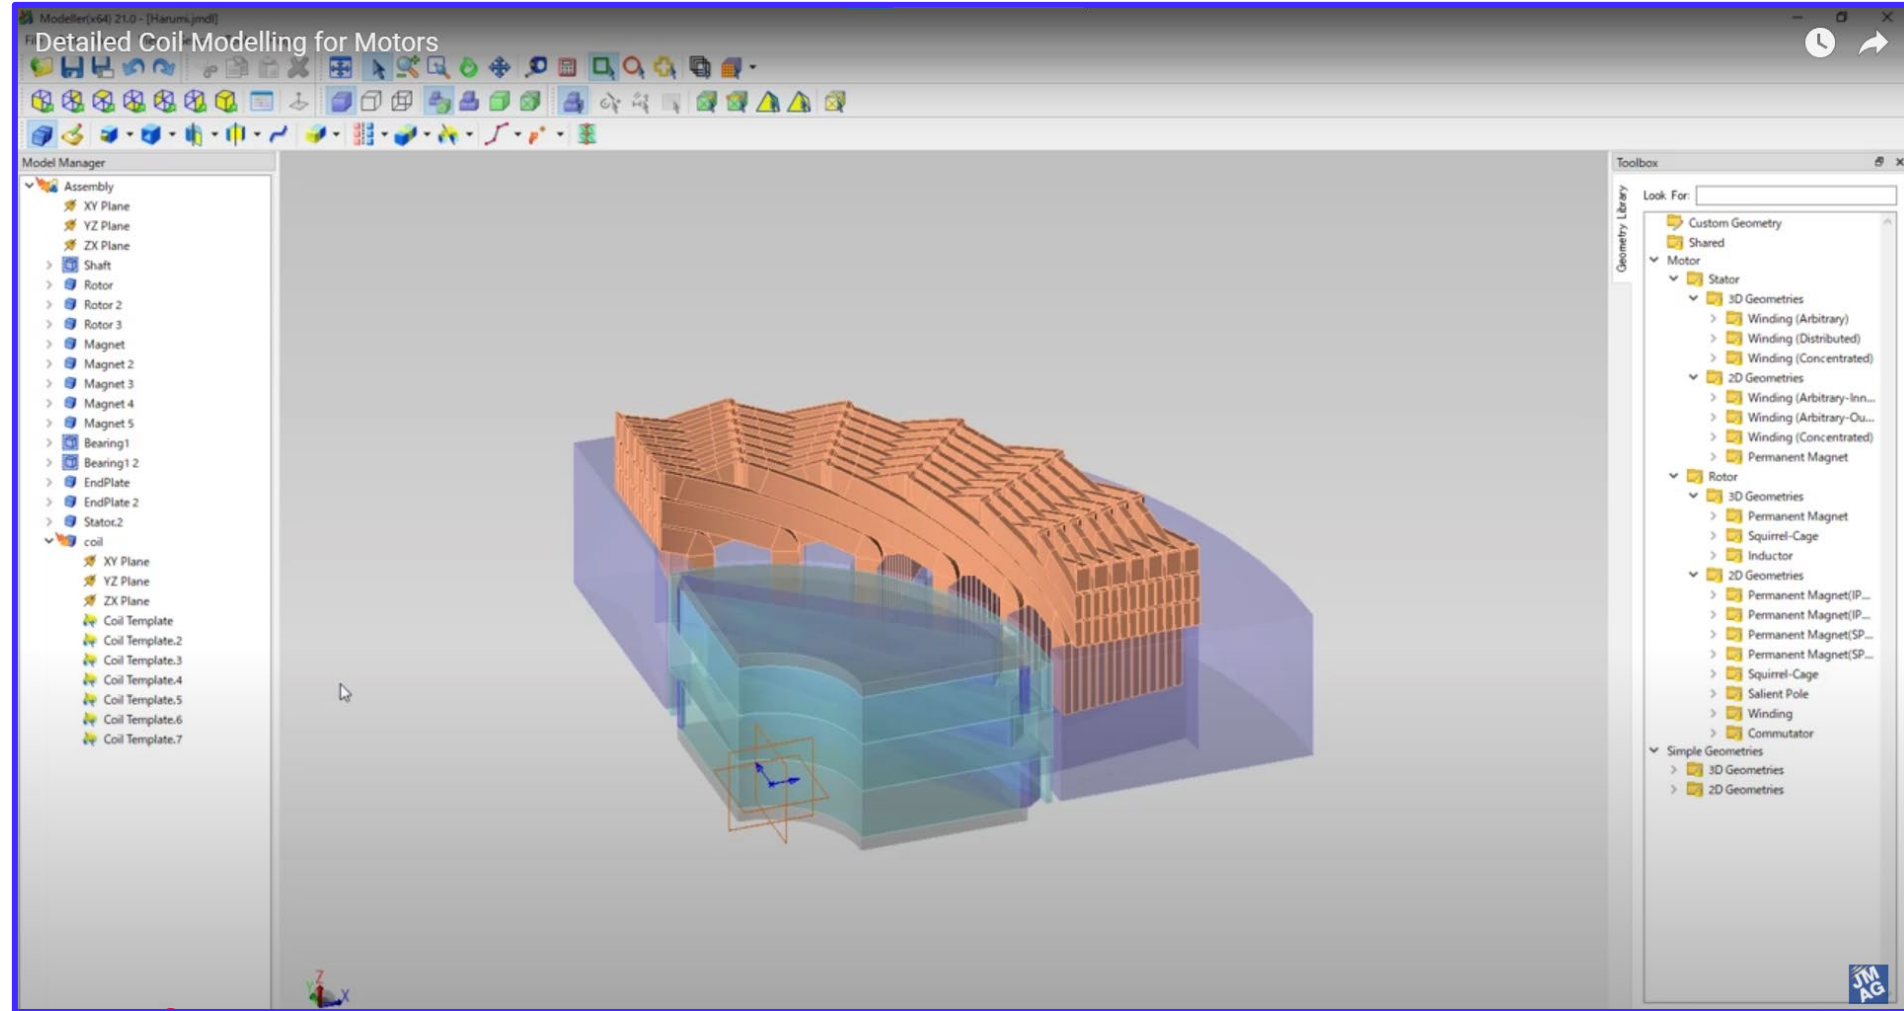 Modeller(x64) 21.0 - [Harumi.jmdl]
Detailed Coil Modelling for Motors
Model Manager
Assembly
XY Plane
YZ Plane
ZX Plane
Shaft
Rotor
Rotor 2
Rotor 3
Magnet
Magnet 2
Magnet 3
Magnet 4
Magnet 5
Bearing1
Bearing1 2
EndPlate
EndPlate 2
Stator.2
coil
XY Plane
YZ Plane
ZX Plane
Coil Template
Coil Template.2
Coil Template.3
Coil Template.4
Coil Template.5
Coil Template.6
Coil Template.7
Z
Y
X
Toolbox
Geometry Library
Look For:
Custom Geometry
Shared
Motor
Stator
3D Geometries
Winding (Arbitrary)
Winding (Distributed)
Winding (Concentrated)
2D Geometries
Winding (Arbitrary-Inn...
Winding (Arbitrary-Ou...
Winding (Concentrated)
Permanent Magnet
Rotor
3D Geometries
Permanent Magnet
Squirrel-Cage
Inductor
2D Geometries
Permanent Magnet(IP...
Permanent Magnet(IP...
Permanent Magnet(SP...
Permanent Magnet(SP...
Squirrel-Cage
Salient Pole
Winding
Commutator
Simple Geometries
3D Geometries
2D Geometries
JM
AG